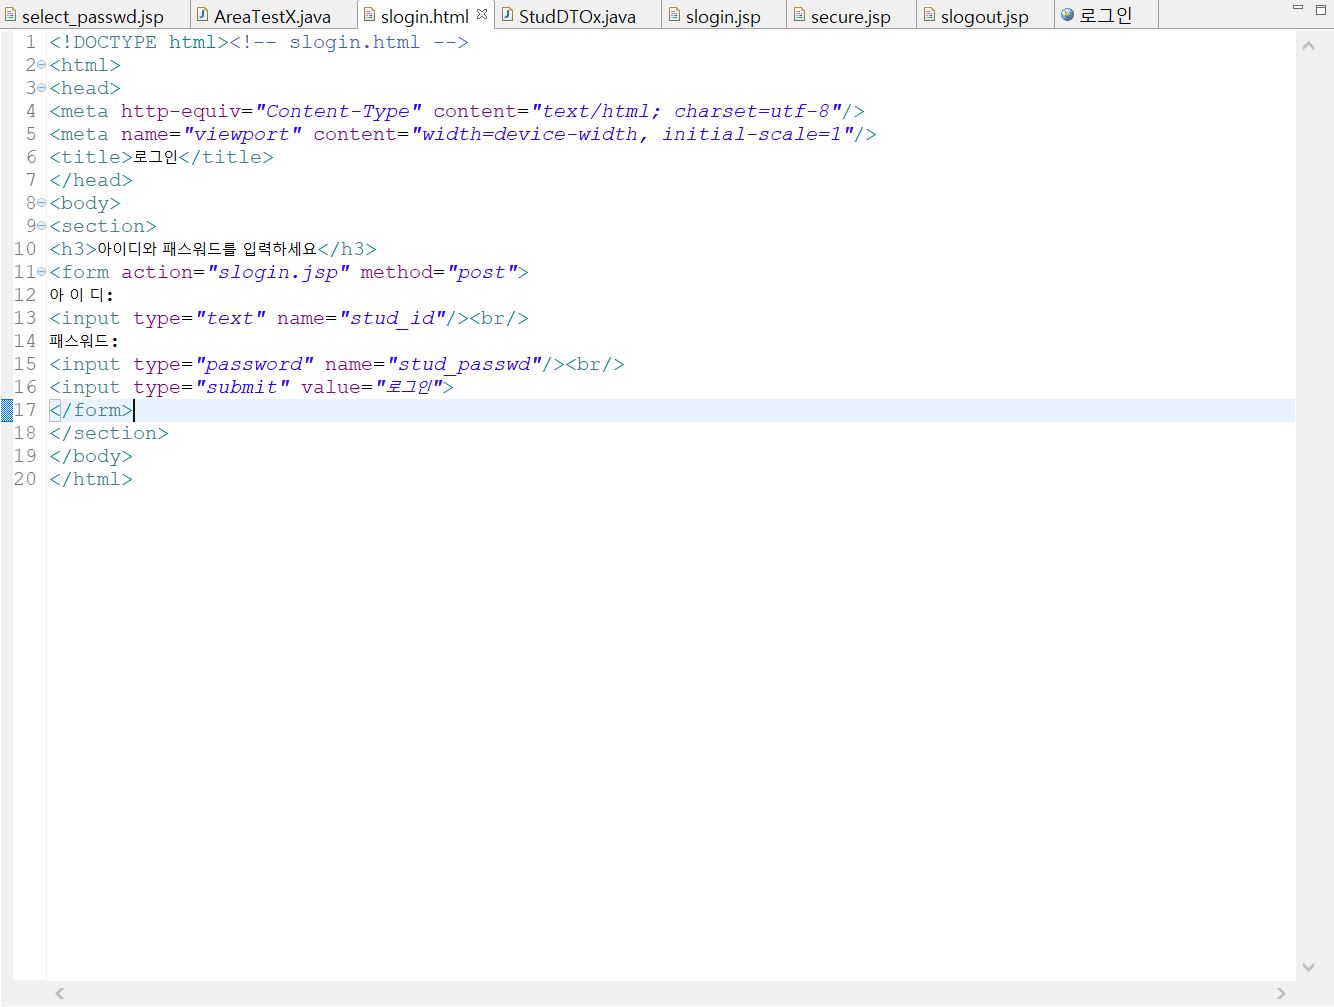 select_passwd.jsp AreaTestX.java slogin.html StudDTOx.java slogin.jsp secure.jsp slogout.jsp 로그인
1 <!DOCTYPE html><!-- slogin.html -->
2 <html>
3 <head>
4 <meta http-equiv="Content-Type" content="text/html; charset=utf-8"/>
5 <meta name="viewport" content="width=device-width, initial-scale=1"/>
6 <title>로그인</title>
7 </head>
8 <body>
9 <section>
10 <h3>아이디와 패스워드를 입력하세요</h3>
11 <form action="slogin.jsp" method="post">
12 아 이 디:
13 <input type="text" name="stud_id"/><br/>
14 패스워드:
15 <input type="password" name="stud_passwd"/><br/>
16 <input type="submit" value="로그인">
17 </form>
18 </section>
19 </body>
20 </html>